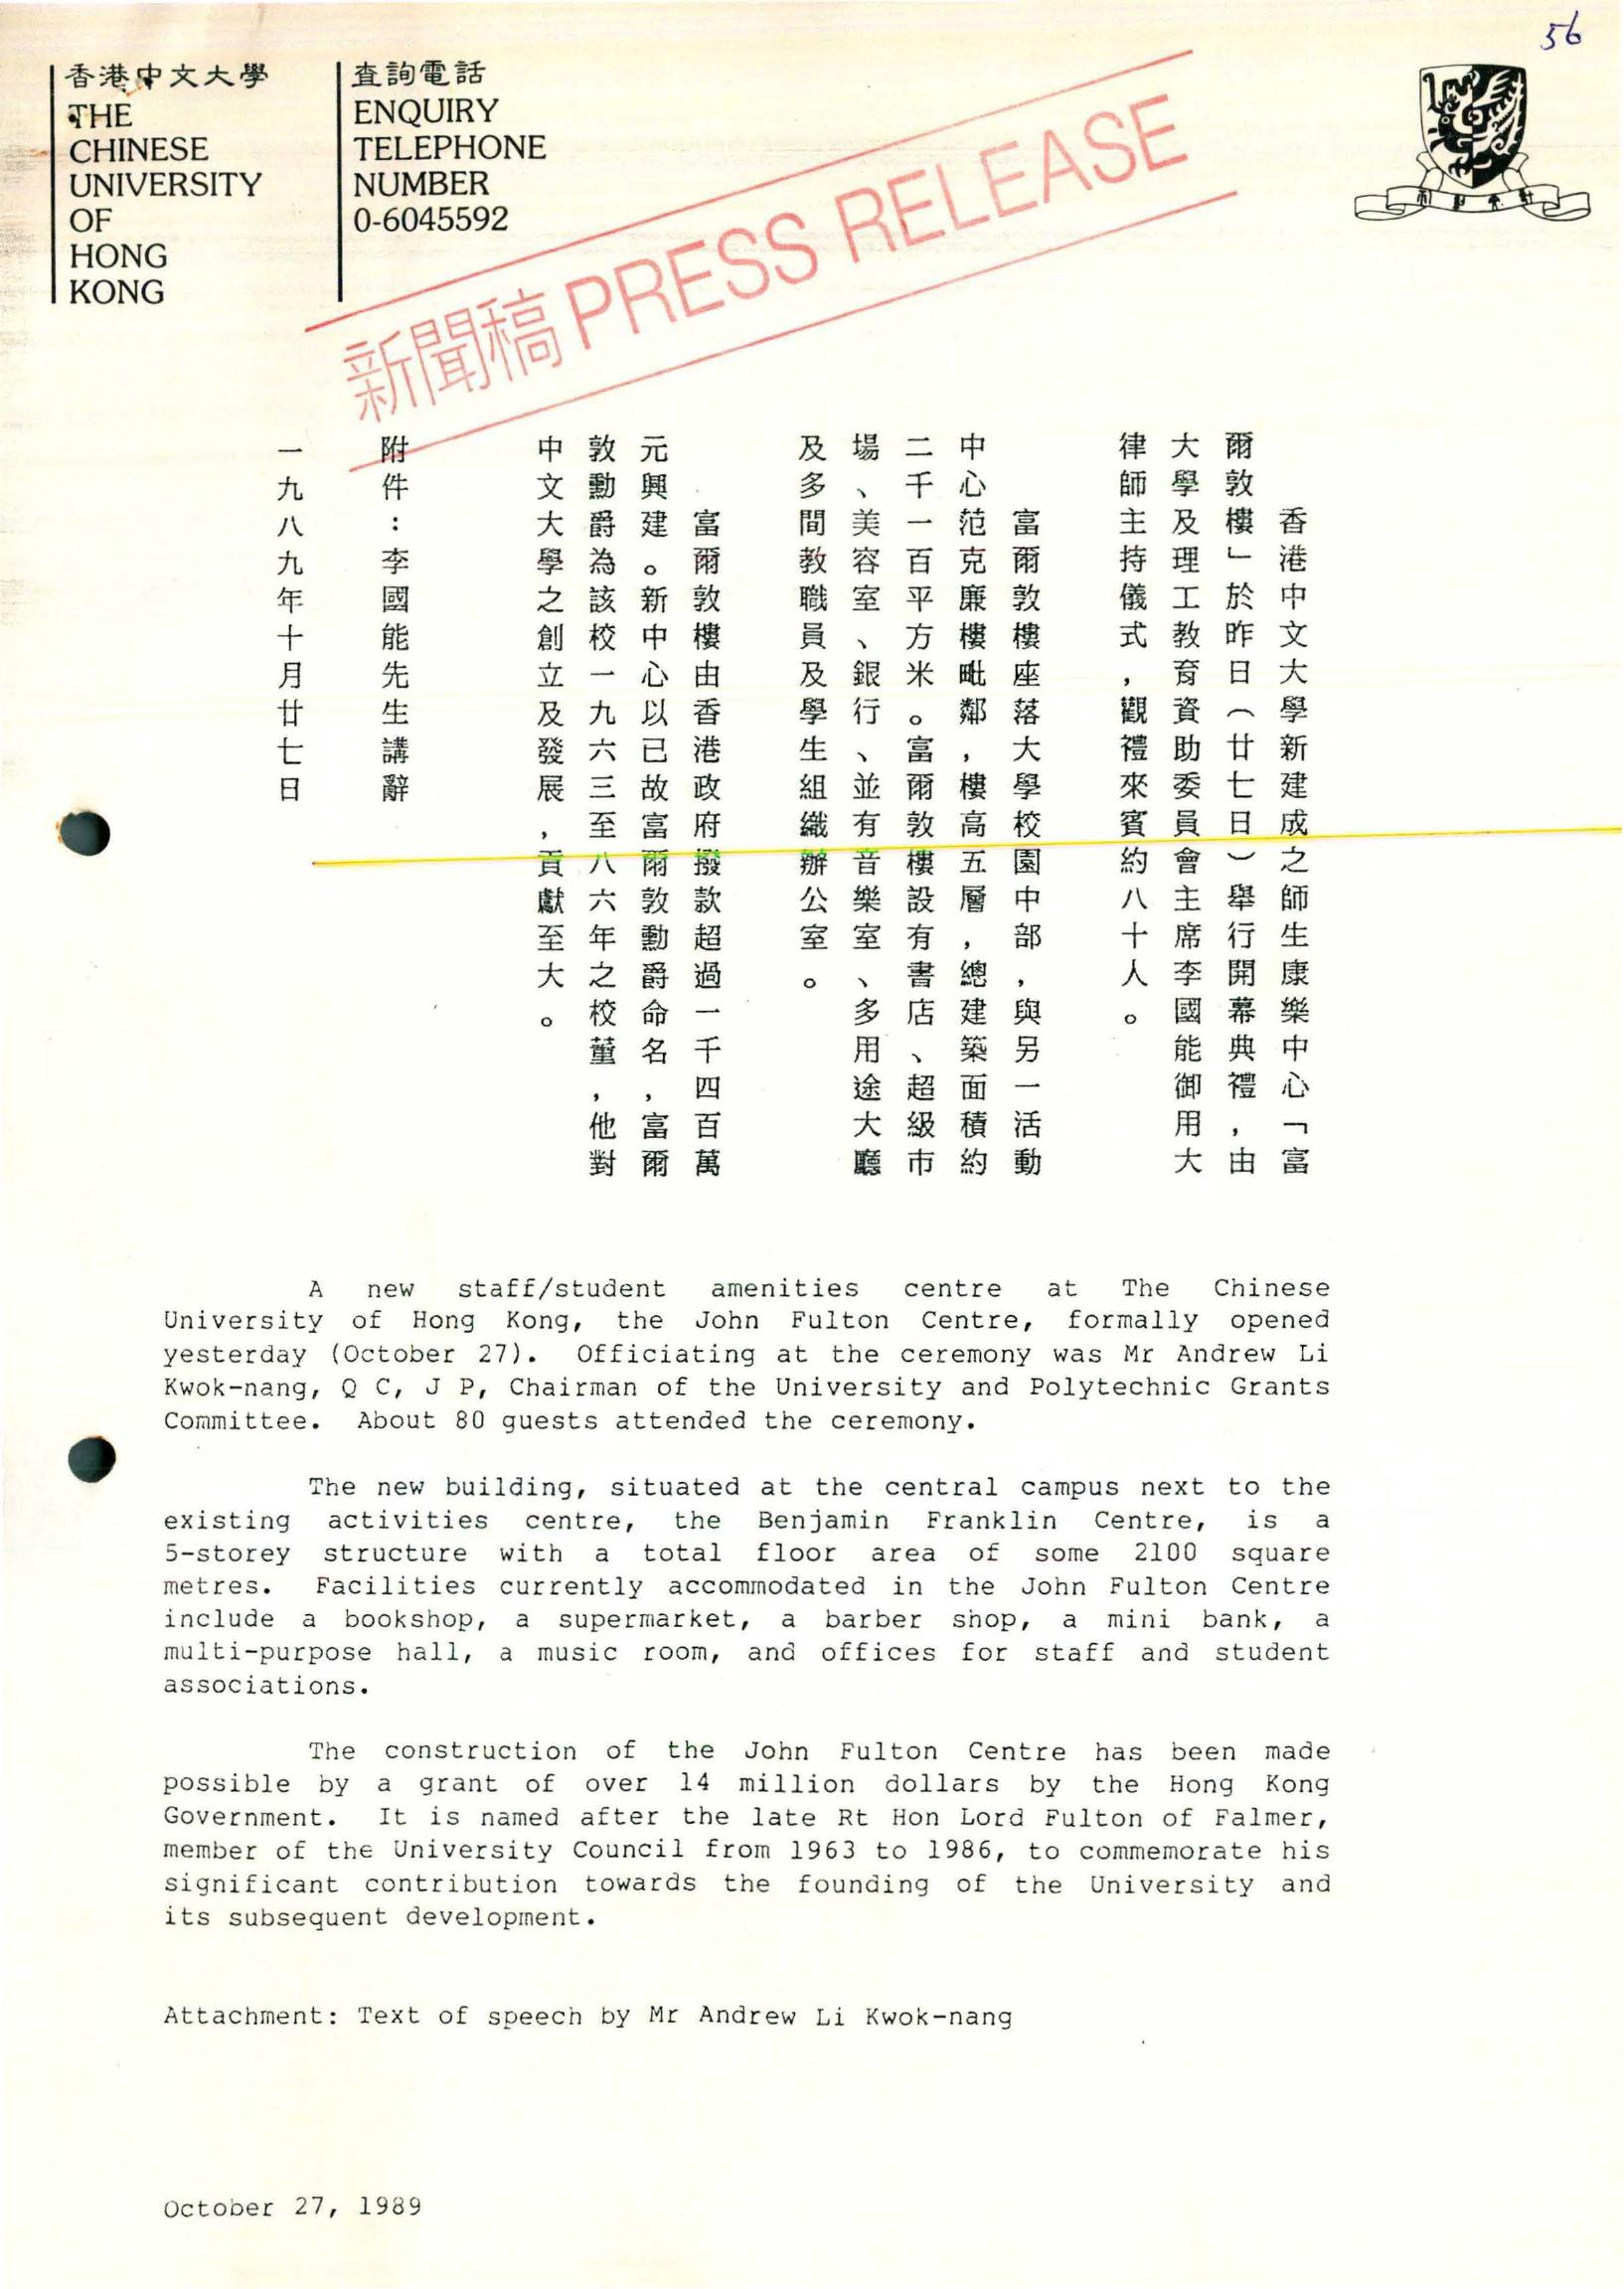 56
香港中文大學
THE
CHINESE
UNIVERSITY
OF
HONG
KONG
查詢電話
ENQUIRY
TELEPHONE
NUMBER
0-6045592
新聞稿 PRESS RELEASE
香港中文大學新建成之師生康樂中心「富
爾敦樓」於昨日（廿七日）舉行開幕典禮，由
大學及理工教育資助委員會主席李國能御用大
律師主持儀式，觀禮來賓約八十人。
富爾敦樓座落大學校園中部，與另一活動
中心范克廉樓毗鄰，樓高五層，總建築面積約
二千一百平方米。富爾敦樓設有書店、超級市
場、美容室、銀行、並有音樂室、多用途大廳
及多間教職員及學生組織辦公室。
富爾敦樓由香港政府撥款超過一千四百萬
元興建。新中心以已故富爾敦勳爵命名，富爾
敦勳爵為該校一九六三至八六年之校董，他對
中文大學之創立及發展，貢獻至大。
附件：李國能先生講辭
一九八九年十月廿七日
A new staff/student amenities centre at The Chinese
University of Hong Kong, the John Fulton Centre, formally opened
yesterday (October 27). Officiating at the ceremony was Mr Andrew Li
Kwok-nang, Q C, J P, Chairman of the University and Polytechnic Grants
Committee. About 80 guests attended the ceremony.
The new building, situated at the central campus next to the
existing activities centre, the Benjamin Franklin Centre, is a
5-storey structure with a total floor area of some 2100 square
metres. Facilities currently accommodated in the John Fulton Centre
include a bookshop, a supermarket, a barber shop, a mini bank, a
multi-purpose hall, a music room, and offices for staff and student
associations.
The construction of the John Fulton Centre has been made
possible by a grant of over 14 million dollars by the Hong Kong
Government. It is named after the late Rt Hon Lord Fulton of Falmer,
member of the University Council from 1963 to 1986, to commemorate his
significant contribution towards the founding of the University and
its subsequent development.
Attachment: Text of speech by Mr Andrew Li Kwok-nang
October 27, 1989